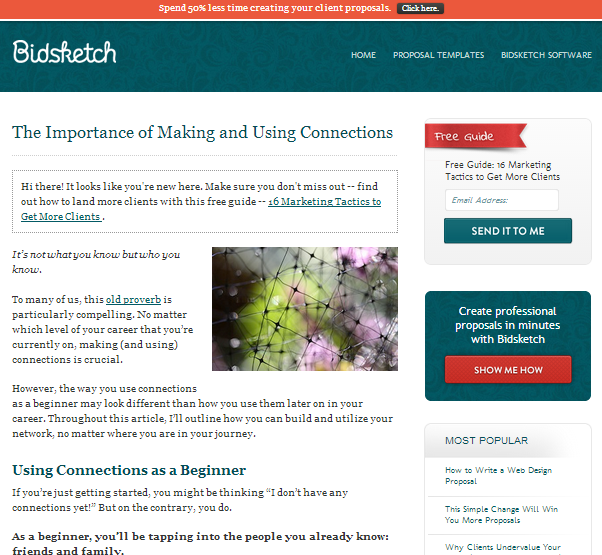 Spend 50% less time creating your client proposals. Click here.
Bidsketch
HOME PROPOSAL TEMPLATES BIDSKETCH SOFTWARE
The Importance of Making and Using Connections
Hi there! It looks like you're new here. Make sure you don't miss out -- find
out how to land more clients with this free guide -- 16 Marketing Tactics to
Get More Clients .
It's not what you know but who you
know.
To many of us, this old proverb is
particularly compelling. No matter
which level of your career that you're
currently on, making (and using)
connections is crucial.
However, the way you use connections
as a beginner may look different than how you use them later on in your
career. Throughout this article, I'll outline how you can build and utilize your
network, no matter where you are in your journey.
Using Connections as a Beginner
If you're just getting started, you might be thinking “I don't have any
connections yet!” But on the contrary, you do.
As a beginner, you'll be tapping into the people you already know:
friends and family.
Free Guide
Free Guide: 16 Marketing
Tactics to Get More Clients
Email Address:
SEND IT TO ME
Create professional
proposals in minutes
with Bidsketch
SHOW ME HOW
MOST POPULAR
How to Write a Web Design
Proposal
This Simple Change Will Win
You More Proposals
Why Clients Undervalue Your